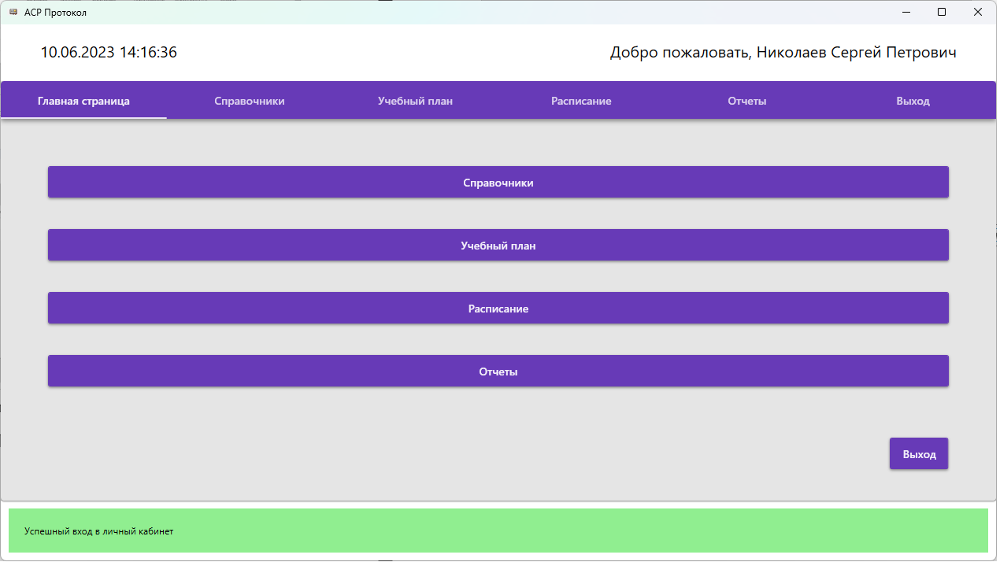 АСР Протокол
10.06.2023 14:16:36
Добро пожаловать, Николаев Сергей Петрович
Главная страница
Справочники
Учебный план
Расписание
Отчеты
Выход
Справочники
Учебный план
Расписание
Отчеты
Выход
Успешный вход в личный кабинет